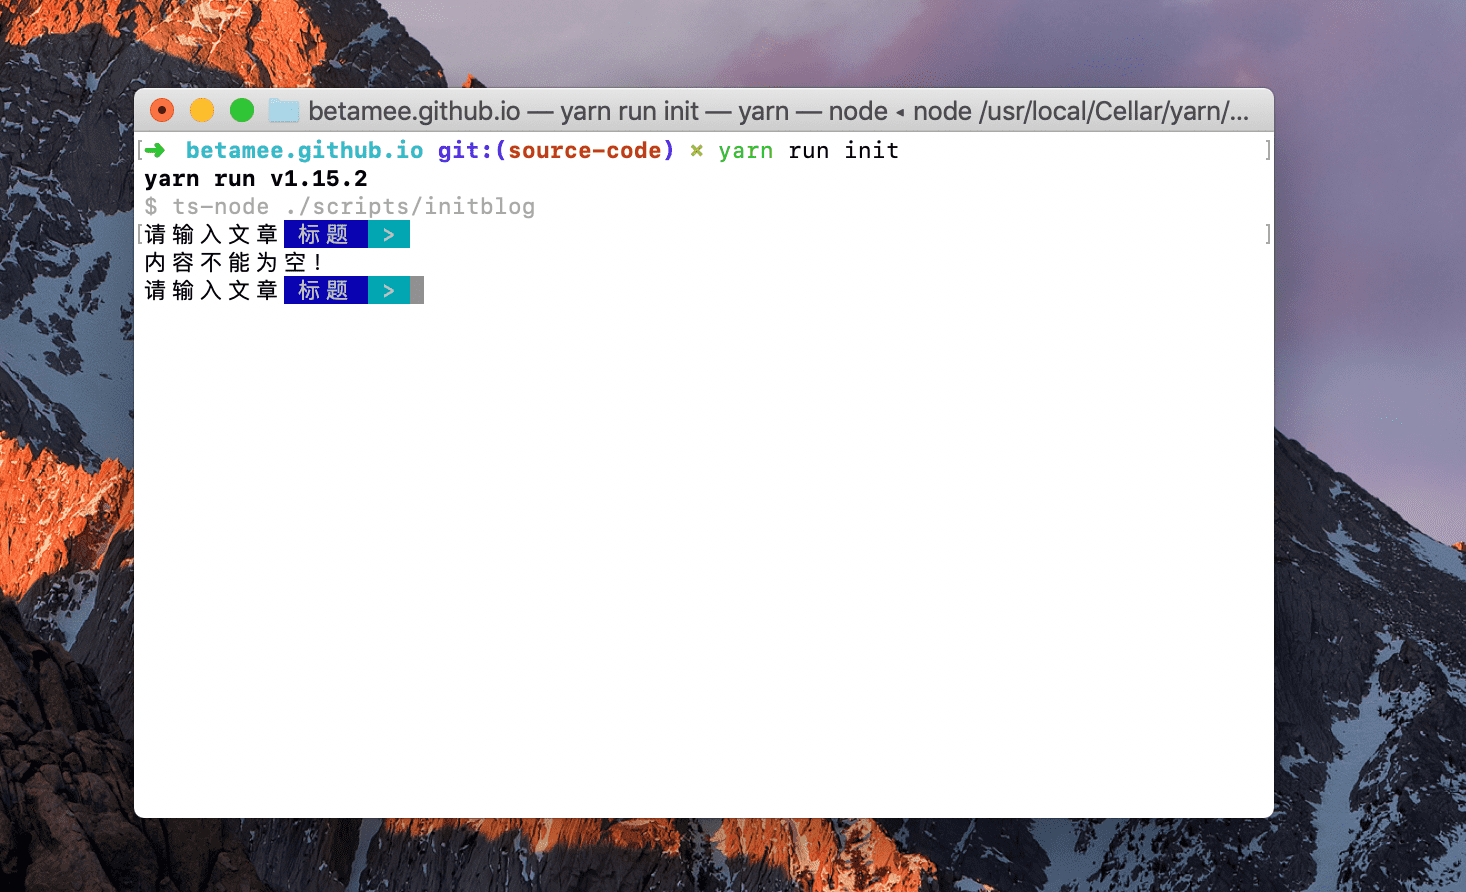 betamee.github.io — yarn run init — yarn — node ◂ node /usr/local/Cellar/yarn/...
[➜ betamee.github.io git:(source-code) ✗ yarn run init ]
yarn run v1.15.2
$ ts-node ./scripts/initblog
[请输入文章 标题 > ]
内容不能为空!
请输入文章 标题 >